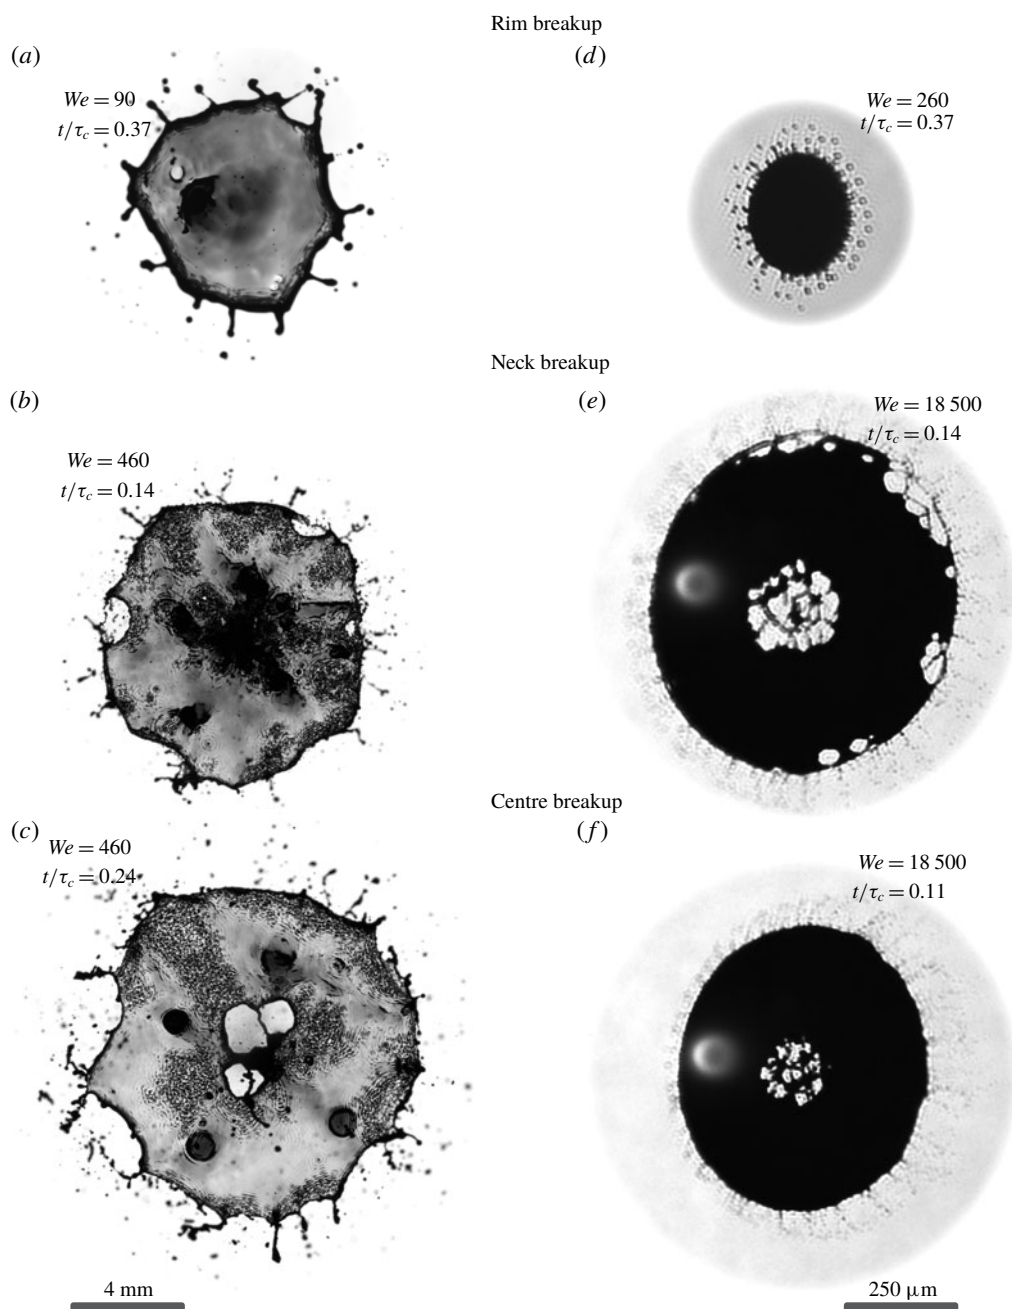 Rim breakup
(a)
We = 90
t/τc = 0.37
(d)
We = 260
t/τc = 0.37
Neck breakup
(b)
We = 460
t/τc = 0.14
(e)
We = 18 500
t/τc = 0.14
Centre breakup
(c)
We = 460
t/τc = 0.24
(f)
We = 18 500
t/τc = 0.11
4 mm
250 μm